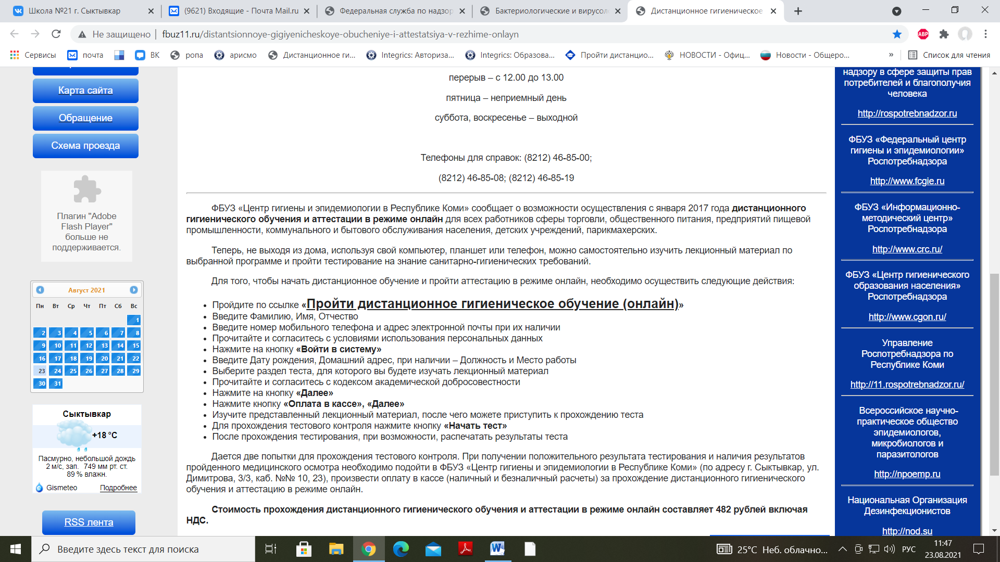 Школа №21 г. Сыктывкар
(9621) Входящие - Почта Mail.ru
Федеральная служба по надзор
Бактериологические и вирусол
Дистанционное гигиеническое
Не защищено
fbuz11.ru/distantsionnoye-gigiyenicheskoye-obucheniye-i-attestatsiya-v-rezhime-onlayn
ABP
Сервисы
почта
ВК
ропа
арисмо
Дистанционное ги...
Integrics: Авториза...
Integrics: Образова...
Пройти дистанцио...
НОВОСТИ - Офиц...
Новости - Общеро...
»
Список для чтения
Карта сайта
Обращение
Схема проезда
Плагин "Adobe
Flash Player"
больше не
поддерживается.
Август 2021
Пн Вт Ср Чт Пт Сб Вс
1
2 3 4 5 6 7 8
9 10 11 12 13 14 15
16 17 18 19 20 21 22
23 24 25 26 27 28 29
30 31
Сыктывкар
+18 °C
Пасмурно, небольшой дождь
2 м/с, зап. 749 мм рт. ст.
89 % влажн.
Gismeteo Подробнее
RSS лента
перерыв – с 12.00 до 13.00
пятница – неприемный день
суббота, воскресенье – выходной
Телефоны для справок: (8212) 46-85-00;
(8212) 46-85-08; (8212) 46-85-19
ФБУЗ «Центр гигиены и эпидемиологии в Республике Коми» сообщает о возможности осуществления с января 2017 года дистанционного
гигиенического обучения и аттестации в режиме онлайн для всех работников сферы торговли, общественного питания, предприятий пищевой
промышленности, коммунального и бытового обслуживания населения, детских учреждений, парикмахерских.
Теперь, не выходя из дома, используя свой компьютер, планшет или телефон, можно самостоятельно изучить лекционный материал по
выбранной программе и пройти тестирование на знание санитарно-гигиенических требований.
Для того, чтобы начать дистанционное обучение и пройти аттестацию в режиме онлайн, необходимо осуществить следующие действия:
• Пройдите по ссылке «Пройти дистанционное гигиеническое обучение (онлайн)»
• Введите Фамилию, Имя, Отчество
• Введите номер мобильного телефона и адрес электронной почты при их наличии
• Прочитайте и согласитесь с условиями использования персональных данных
• Нажмите на кнопку «Войти в систему»
• Введите Дату рождения, Домашний адрес, при наличии – Должность и Место работы
• Выберите раздел теста, для которого вы будете изучать лекционный материал
• Прочитайте и согласитесь с кодексом академической добросовестности
• Нажмите на кнопку «Далее»
• Нажмите кнопку «Оплата в кассе», «Далее»
• Изучите представленный лекционный материал, после чего можете приступить к прохождению теста
• Для прохождения тестового контроля нажмите кнопку «Начать тест»
• После прохождения тестирования, при возможности, распечатать результаты теста
Дается две попытки для прохождения тестового контроля. При получении положительного результата тестирования и наличия результатов
пройденного медицинского осмотра необходимо подойти в ФБУЗ «Центр гигиены и эпидемиологии в Республике Коми» (по адресу г. Сыктывкар, ул.
Димитрова, 3/3, каб. №№ 10, 23), произвести оплату в кассе (наличный и безналичный расчеты) за прохождение дистанционного гигиенического
обучения и аттестацию в режиме онлайн.
Стоимость прохождения дистанционного гигиенического обучения и аттестации в режиме онлайн составляет 482 рублей включая
НДС.
надзору в сфере защиты прав
потребителей и благополучия
человека
http://rospotrebnadzor.ru
ФБУЗ «Федеральный центр
гигиены и эпидемиологии»
Роспотребнадзора
http://www.fcgie.ru
ФБУЗ «Информационно-
методический центр»
Роспотребнадзора
http://www.crc.ru/
ФБУЗ «Центр гигиенического
образования населения»
Роспотребнадзора
http://www.cgon.ru/
Управление
Роспотребнадзора по
Республике Коми
http://11.rospotrebnadzor.ru/
Всероссийское научно-
практическое общество
эпидемиологов,
микробиологов и
паразитологов
http://npoemp.ru
Национальная Организация
Дезинфекционистов
http://nod.su
Введите здесь текст для поиска
25°C Неб. облачно...
РУС
11:47
23.08.2021